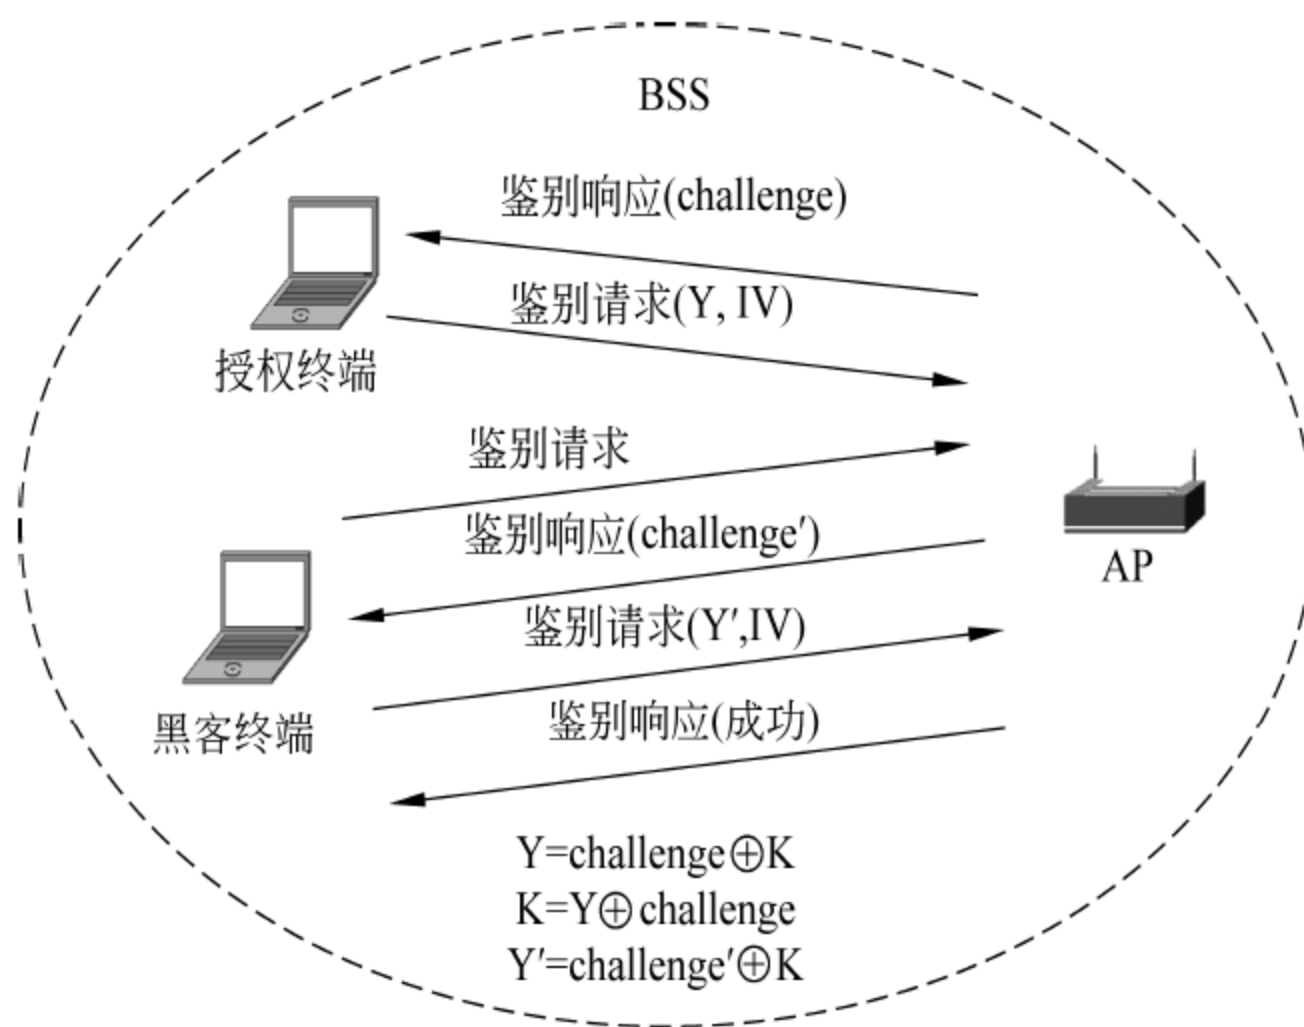 BSS
鉴别响应(challenge)
鉴别请求(Y, IV)
授权终端
鉴别请求
鉴别响应(challenge′)
AP
鉴别请求(Y′,IV)
鉴别响应(成功)
黑客终端
Y=challenge⊕K
K=Y⊕challenge
Y′=challenge′⊕K